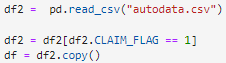 df2 =  pd.read_csv("autodata.csv")
df2 = df2[df2.CLAIM_FLAG == 1]
df = df2.copy()